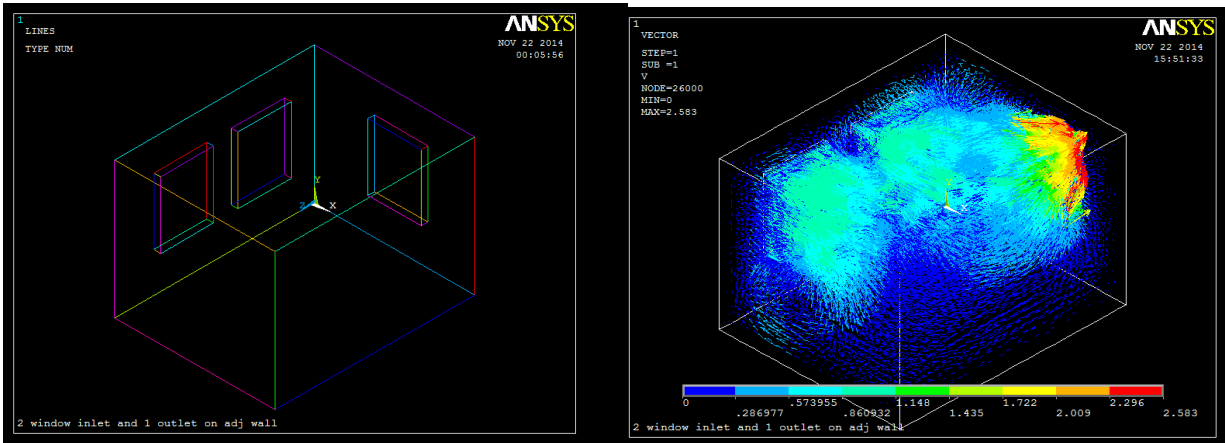 1
LINES
TYPE NUM
ANSYS
NOV 22 2014
00:05:56
Y
Z
X
2 window inlet and 1 outlet on adj wall
1
VECTOR
STEP=1
SUB =1
V
NODE=26000
MIN=0
MAX=2.583
ANSYS
NOV 22 2014
15:51:33
0 .573955 1.148 1.722 2.296
.286977 .860932 1.435 2.009 2.583
2 window inlet and 1 outlet on adj wall